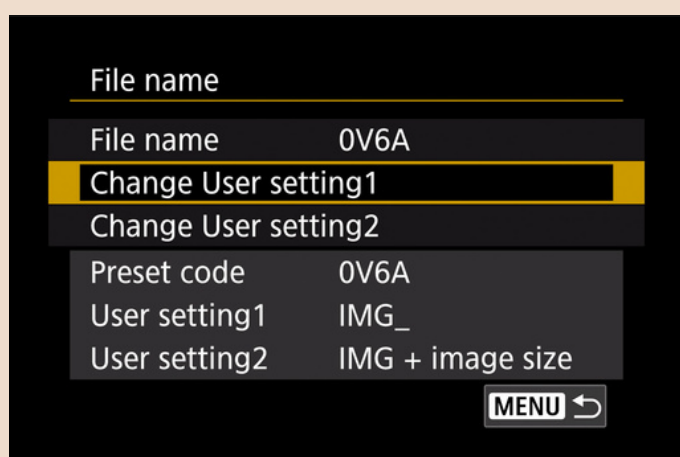 File name
File name 0V6A
Change User setting1
Change User setting2
Preset code 0V6A
User setting1 IMG_
User setting2 IMG + image size
MENU